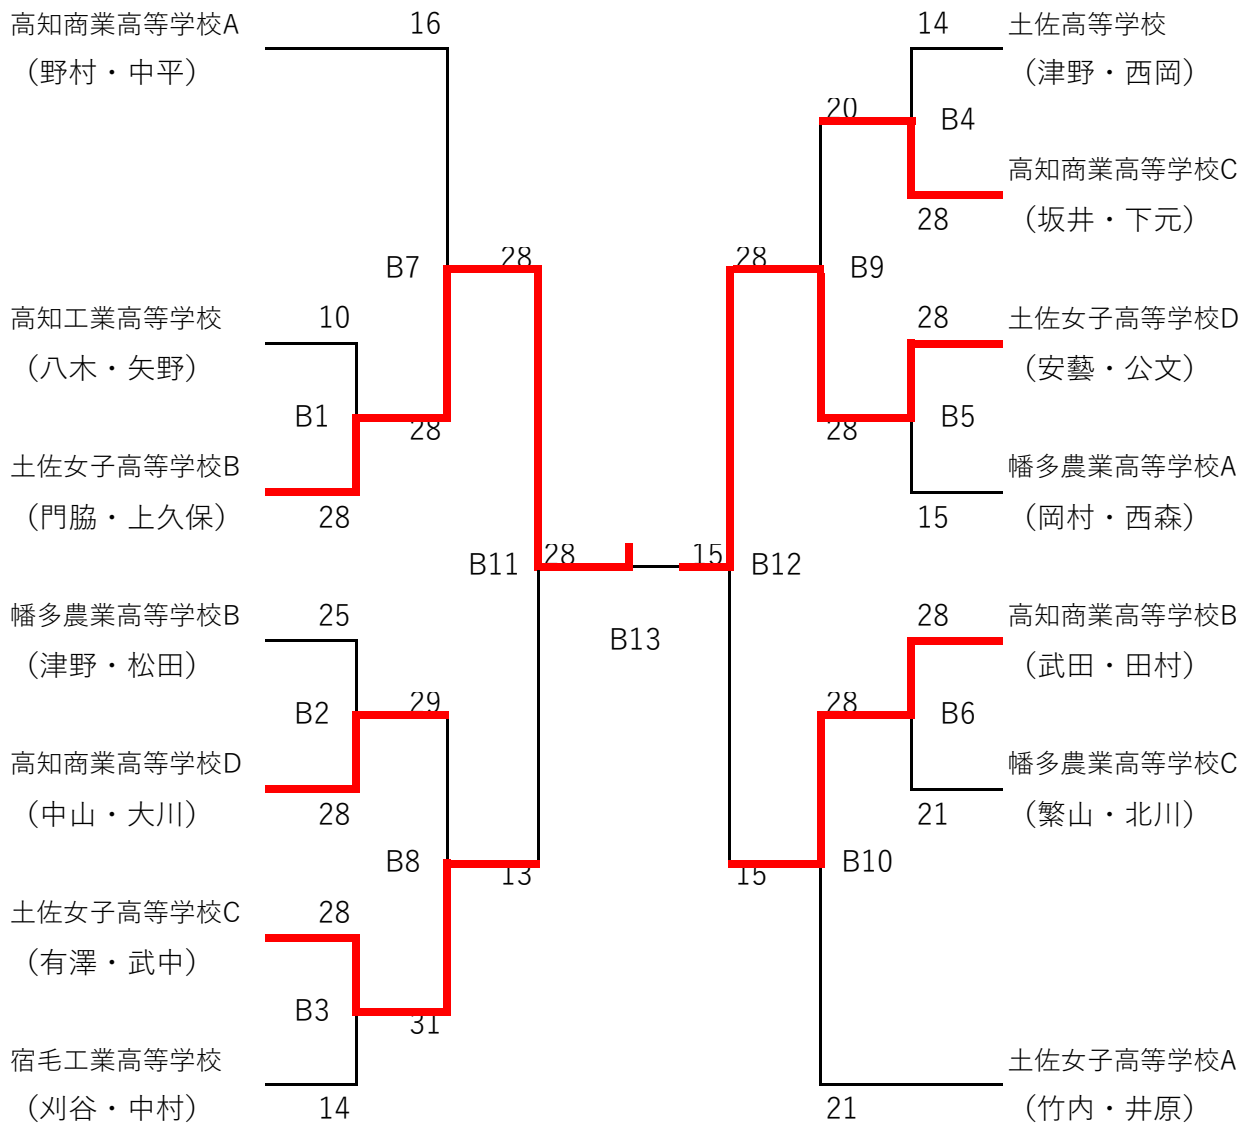 高知商業高等学校A
16
14
土佐高等学校
（野村・中平）
（津野・西岡）
20
B4
高知商業高等学校C
28
（坂井・下元）
B7
28
28
B9
高知工業高等学校
10
28
土佐女子高等学校D
（八木・矢野）
（安藝・公文）
B1
28
28
B5
土佐女子高等学校B
幡多農業高等学校A
（門脇・上久保）
28
15
（岡村・西森）
B11
28
15
B12
幡多農業高等学校B
25
28
高知商業高等学校B
（津野・松田）
B13
（武田・田村）
B2
29
28
B6
高知商業高等学校D
幡多農業高等学校C
（中山・大川）
28
21
（繁山・北川）
B8
13
15
B10
土佐女子高等学校C
28
（有澤・武中）
B3
31
宿毛工業高等学校
土佐女子高等学校A
（刈谷・中村）
14
21
（竹内・井原）